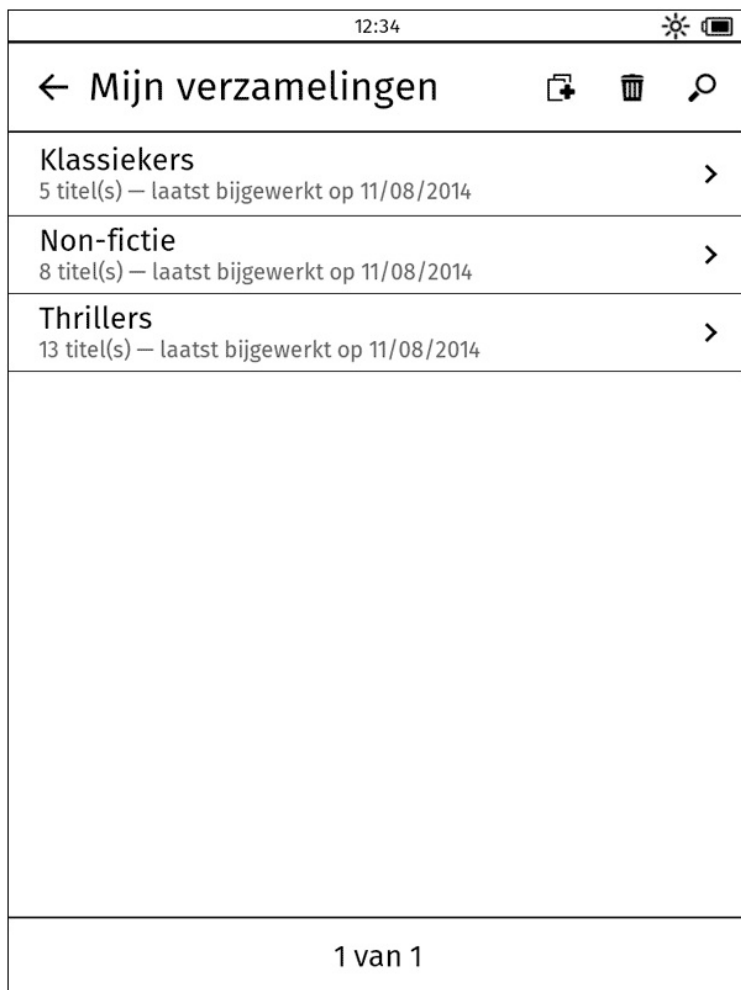 12:34
Mijn verzamelingen
Klassiekers
5 titel(s) — laatst bijgewerkt op 11/08/2014
Non-fictie
8 titel(s) — laatst bijgewerkt op 11/08/2014
Thrillers
13 titel(s) — laatst bijgewerkt op 11/08/2014
1 van 1